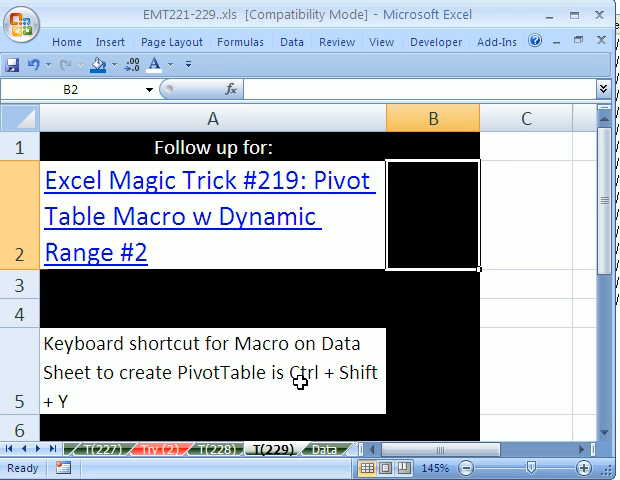 EMT221-229..xls [Compatibility Mode] - Microsoft Excel
Home Insert Page Layout Formulas Data Review View Developer Add-Ins
B2 fx
A B C
1 Follow up for:
Excel Magic Trick #219: Pivot
Table Macro w Dynamic
2 Range #2
3
4
Keyboard shortcut for Macro on Data
Sheet to create PivotTable is Ctrl + Shift
5 + Y
6
T(227) Try (2) T(228) T(229) Data
Ready 145%